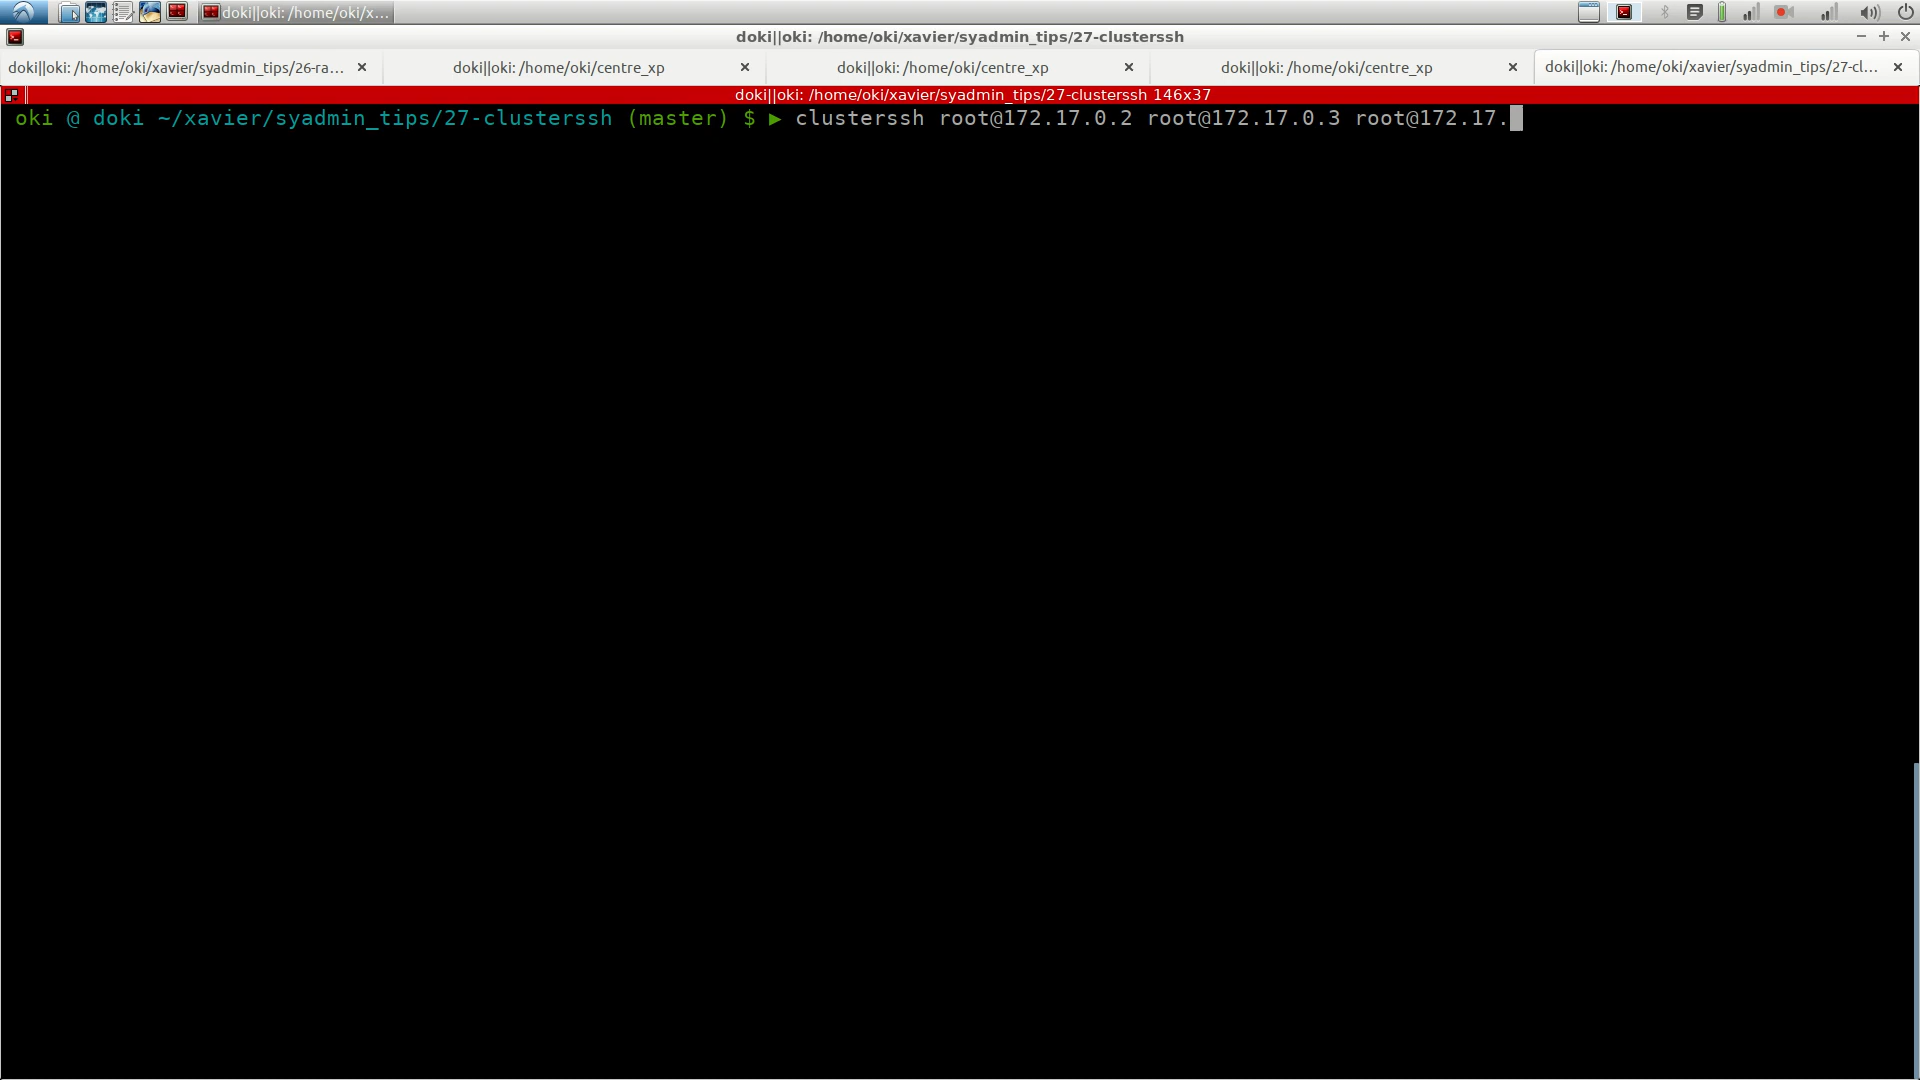 doki||oki: /home/oki/x...
doki||oki: /home/oki/xavier/syadmin_tips/27-clusterssh
doki||oki: /home/oki/xavier/syadmin_tips/26-ra... doki||oki: /home/oki/centre_xp doki||oki: /home/oki/centre_xp doki||oki: /home/oki/centre_xp doki||oki: /home/oki/xavier/syadmin_tips/27-cl...
doki||oki: /home/oki/xavier/syadmin_tips/27-clusterssh 146x37
oki @ doki ~/xavier/syadmin_tips/27-clusterssh (master) $ ► clusterssh root@172.17.0.2 root@172.17.0.3 root@172.17.